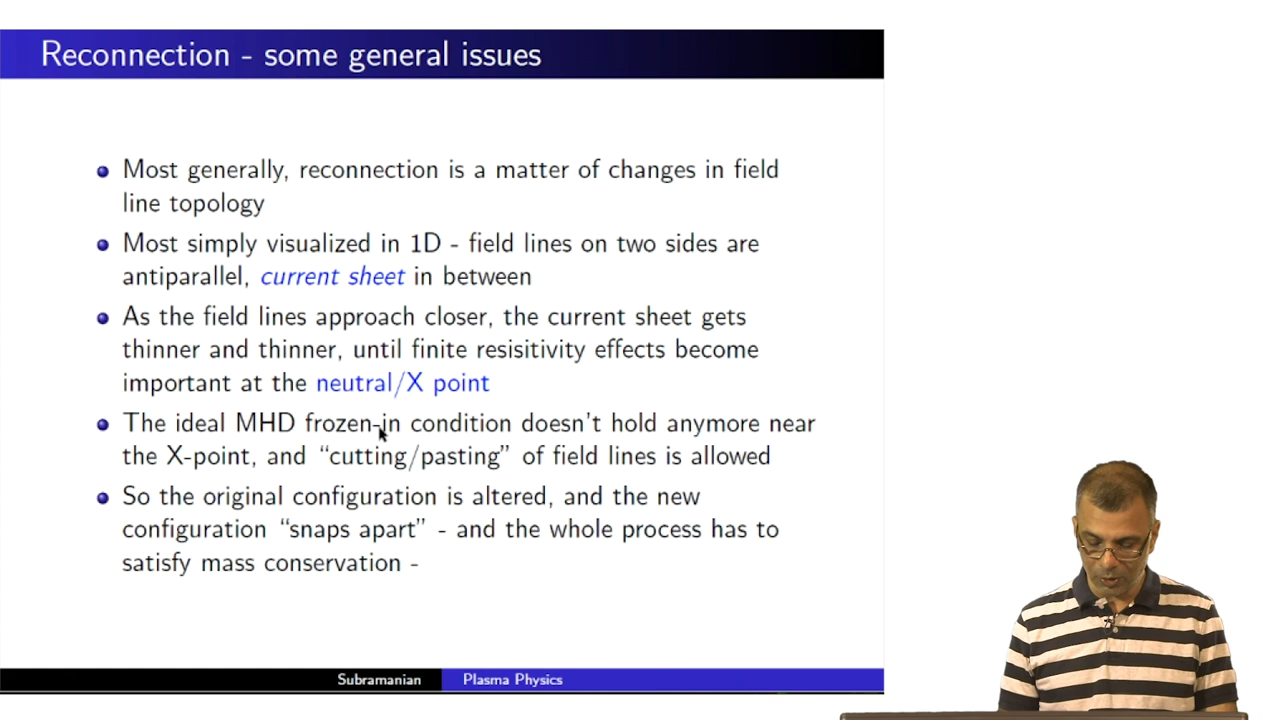 Reconnection - some general issues
Most generally, reconnection is a matter of changes in field
line topology
Most simply visualized in 1D - field lines on two sides are
antiparallel, current sheet in between
As the field lines approach closer, the current sheet gets
thinner and thinner, until finite resisitivity effects become
important at the neutral/X point
The ideal MHD frozen-in condition doesn't hold anymore near
the X-point, and “cutting/pasting” of field lines is allowed
So the original configuration is altered, and the new
configuration “snaps apart” - and the whole process has to
satisfy mass conservation -
Subramanian
Plasma Physics